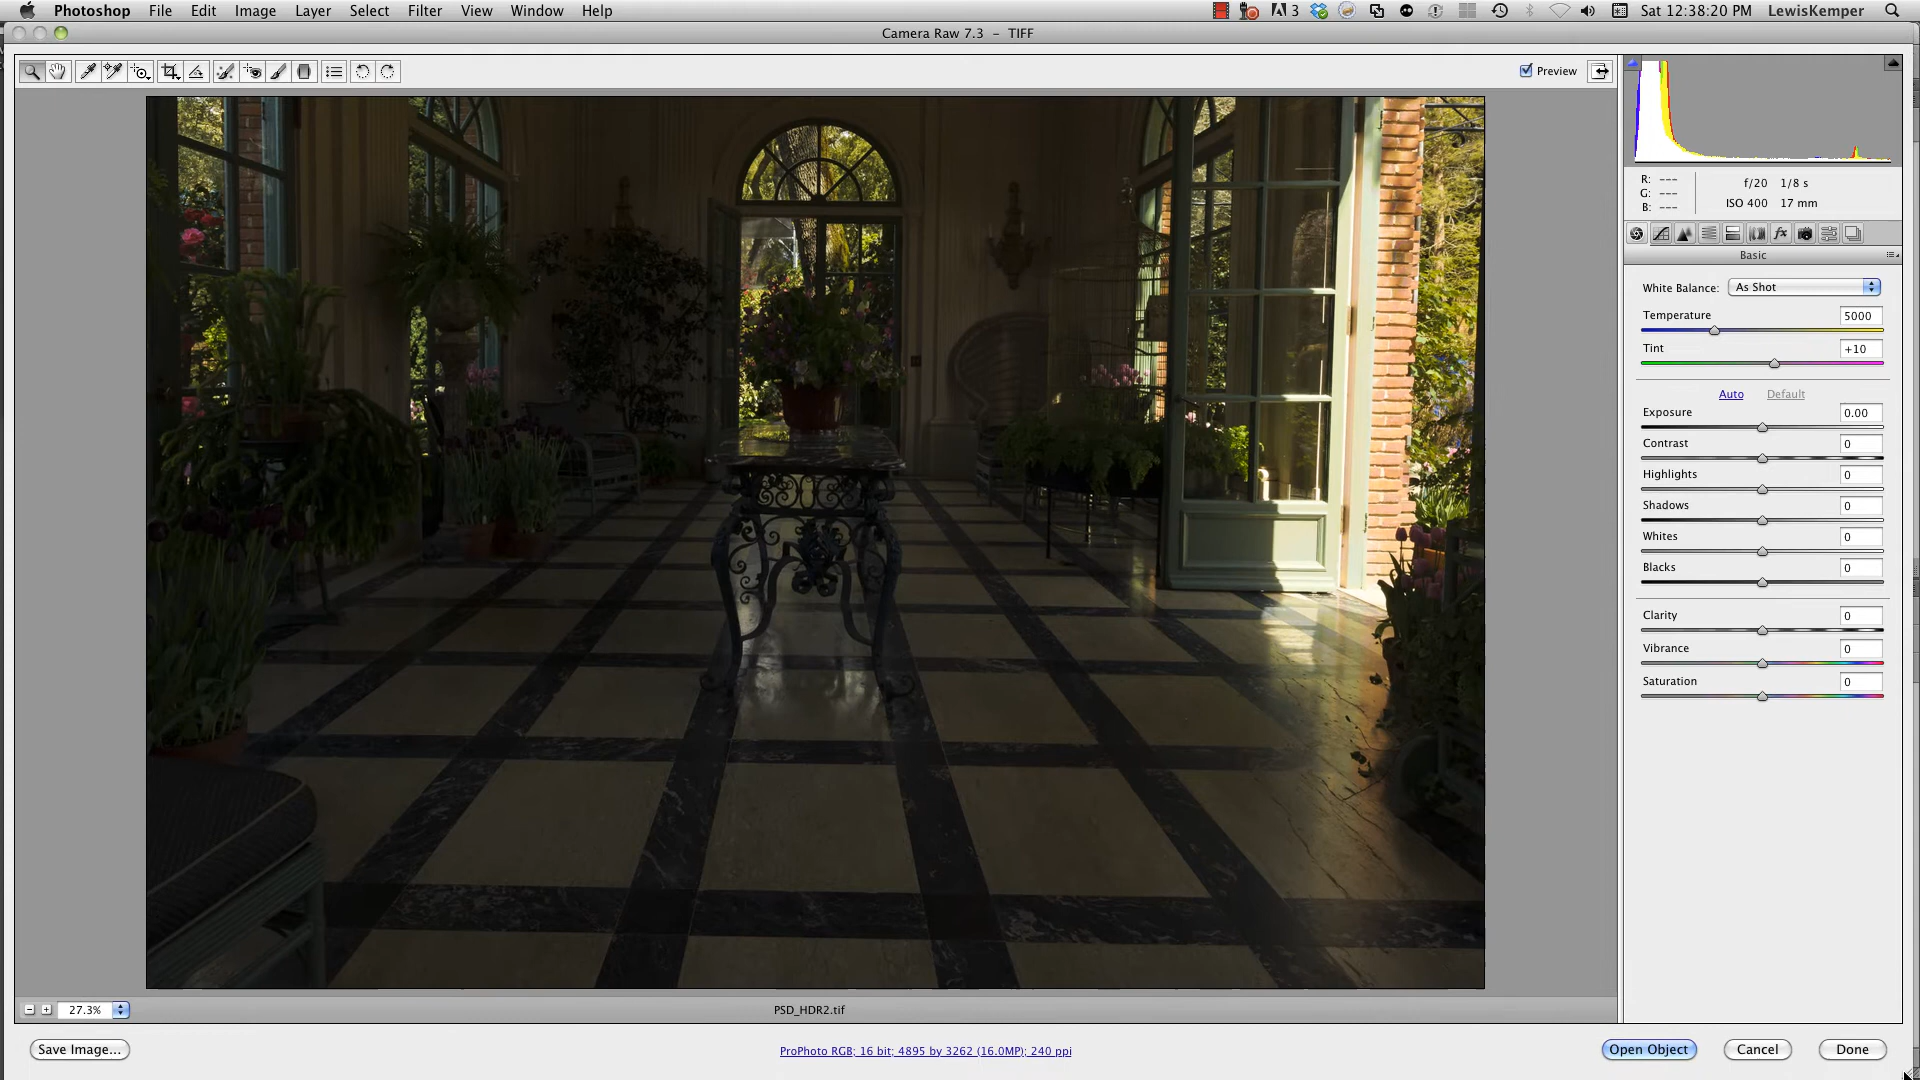 Photoshop File Edit Image Layer Select Filter View Window Help 3 Sat 12:38:20 PM LewisKemper
Camera Raw 7.3 – TIFF
Preview
R: ---
G: ---
B: ---
f/20 1/8 s
ISO 400 17 mm
fx
Basic
White Balance: As Shot
Temperature 5000
Tint +10
Auto Default
Exposure 0.00
Contrast 0
Highlights 0
Shadows 0
Whites 0
Blacks 0
Clarity 0
Vibrance 0
Saturation 0
27.3%
PSD_HDR2.tif
Save Image...
ProPhoto RGB; 16 bit; 4895 by 3262 (16.0MP); 240 ppi
Open Object Cancel Done